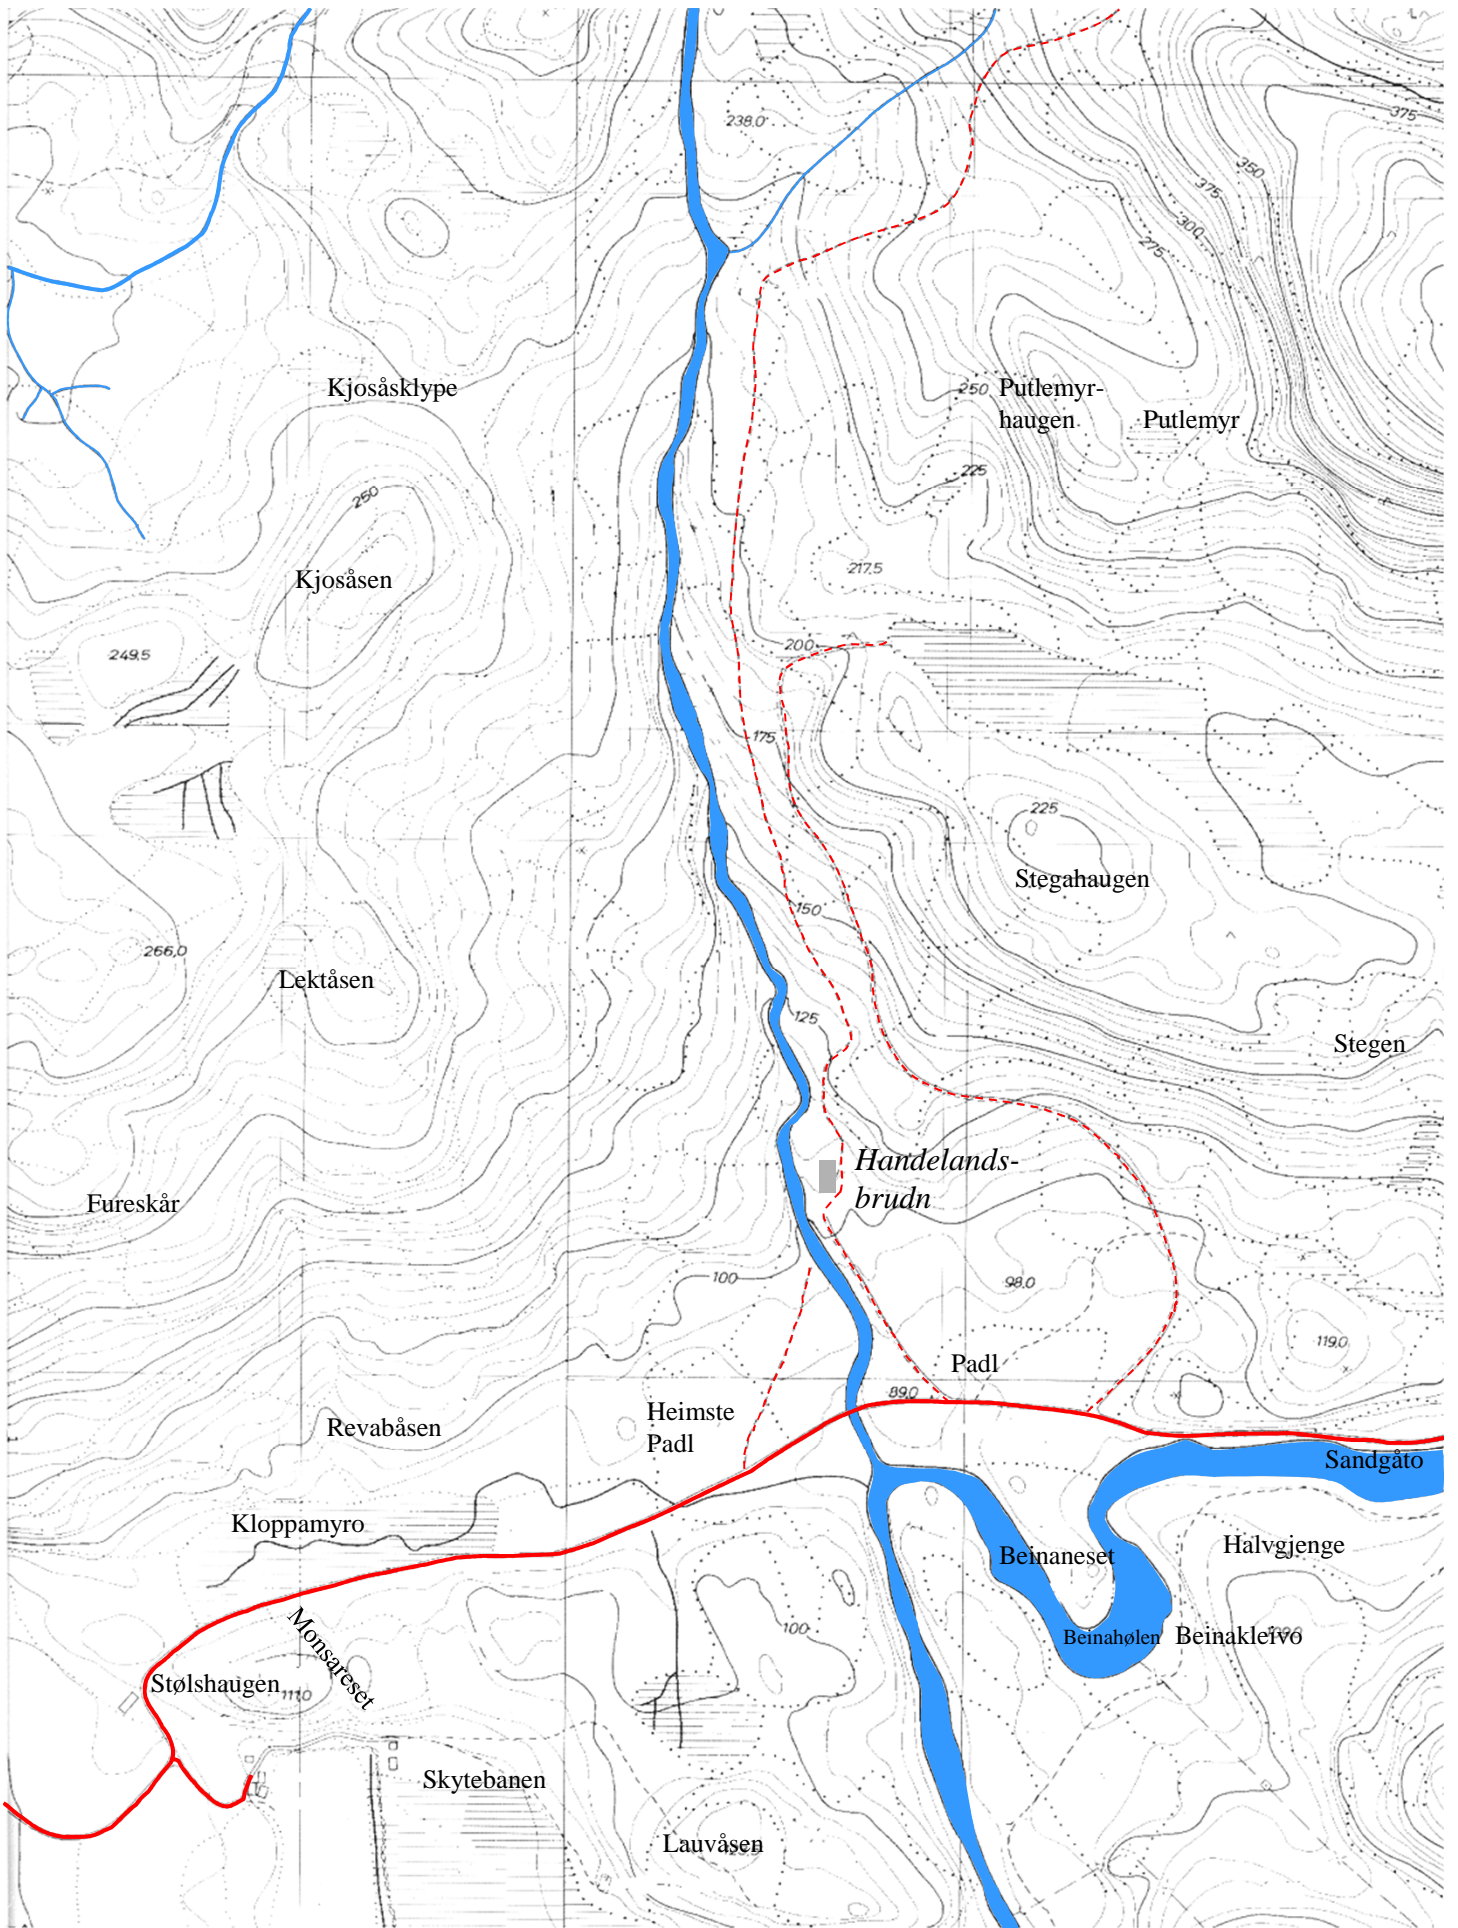 238.0
375
350
375
300
275
Kjosåsklype
250
Putlemyr-
haugen
Putlemyr
225
250
217.5
Kjosåsen
200
249.5
175
225
Stegahaugen
150
266,0
Lektåsen
125
Stegen
Handelands-
brudn
Fureskår
100
98.0
119.0
Padl
89.0
Heimste
Padl
Revabåsen
Sandgåto
Kloppamyro
Halvgjenge
Beinaneset
Monsareset
100
Beinahølen
Beinakleivo
Stølshaugen
111.0
Skytebanen
Lauvåsen